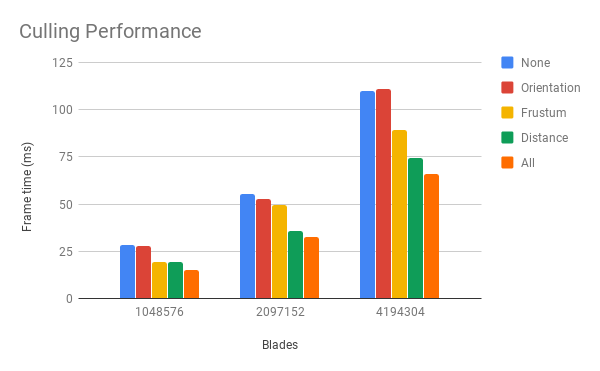 Culling Performance
125
100
75
50
25
0
Frame time (ms)
1048576
2097152
4194304
Blades
None
Orientation
Frustum
Distance
All